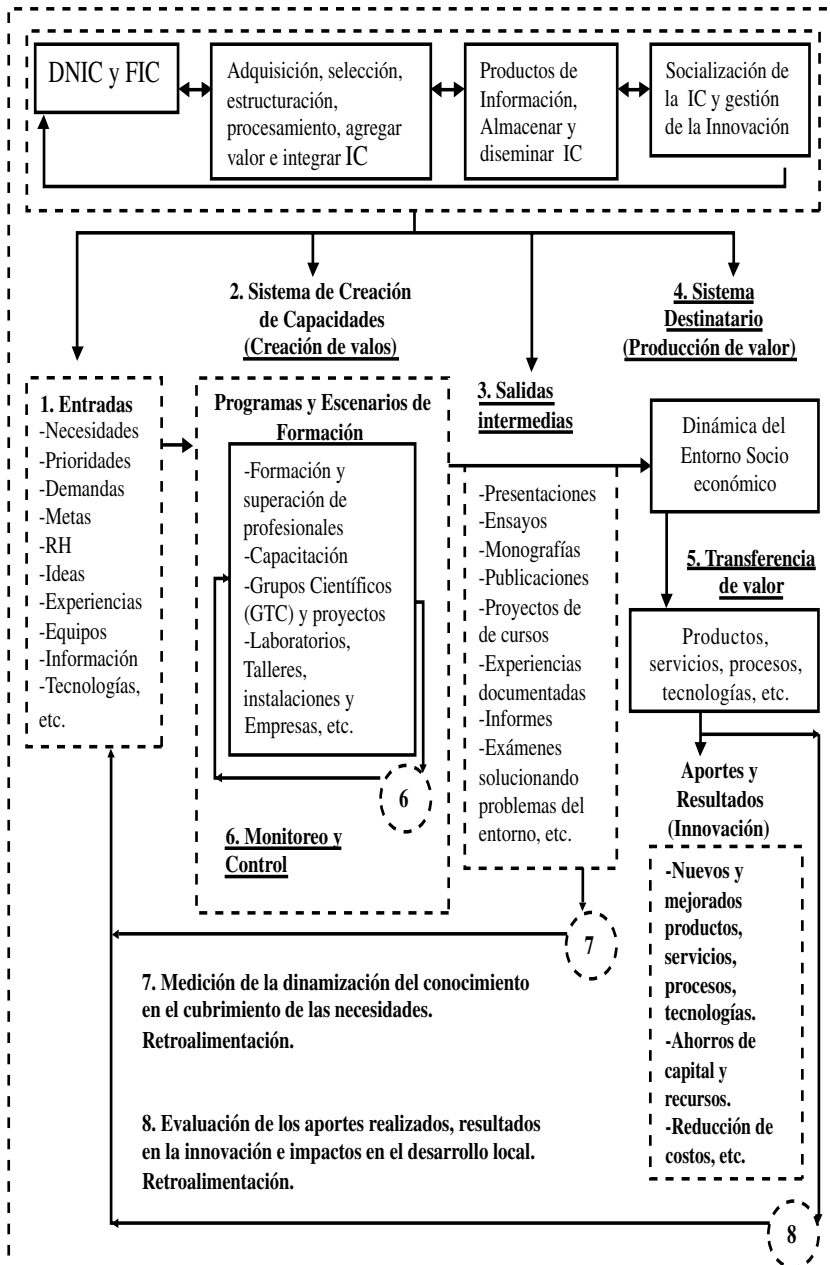 DNIC y FIC
Adquisición, selección,
estructuración,
procesamiento, agregar
valor e integrar IC
Productos de
Información,
Almacenar y
diseminar IC
Socialización de
la IC y gestión
de la Innovación
2. Sistema de Creación
de Capacidades
(Creación de valos)
4. Sistema
Destinatario
(Producción de valor)
1. Entradas
-Necesidades
-Prioridades
-Demandas
-Metas
-RH
-Ideas
-Experiencias
-Equipos
-Información
-Tecnologías,
etc.
Programas y Escenarios de
Formación
-Formación y
superación de
profesionales
-Capacitación
-Grupos Científicos
(GTC) y proyectos
-Laboratorios,
Talleres,
instalaciones y
Empresas, etc.
6
6. Monitoreo y
Control
3. Salidas
intermedias
-Presentaciones
-Ensayos
-Monografías
-Publicaciones
-Proyectos de
de cursos
-Experiencias
documentadas
-Informes
-Exámenes
solucionando
problemas del
entorno, etc.
Dinámica del
Entorno Socio
económico
5. Transferencia
de valor
Productos,
servicios, procesos,
tecnologías, etc.
Aportes y
Resultados
(Innovación)
-Nuevos y
mejorados
productos,
servicios,
procesos,
tecnologías.
-Ahorros de
capital y
recursos.
-Reducción de
costos, etc.
7
7. Medición de la dinamización del conocimiento
en el cubrimiento de las necesidades.
Retroalimentación.
8. Evaluación de los aportes realizados, resultados
en la innovación e impactos en el desarrollo local.
Retroalimentación.
8